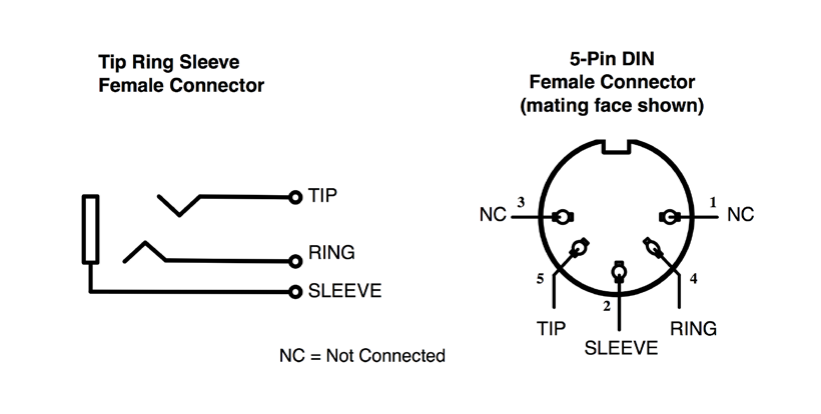 Tip Ring Sleeve
Female Connector
TIP
RING
SLEEVE
5-Pin DIN
Female Connector
(mating face shown)
NC 3
1 NC
5
4
2
TIP
RING
SLEEVE
NC = Not Connected